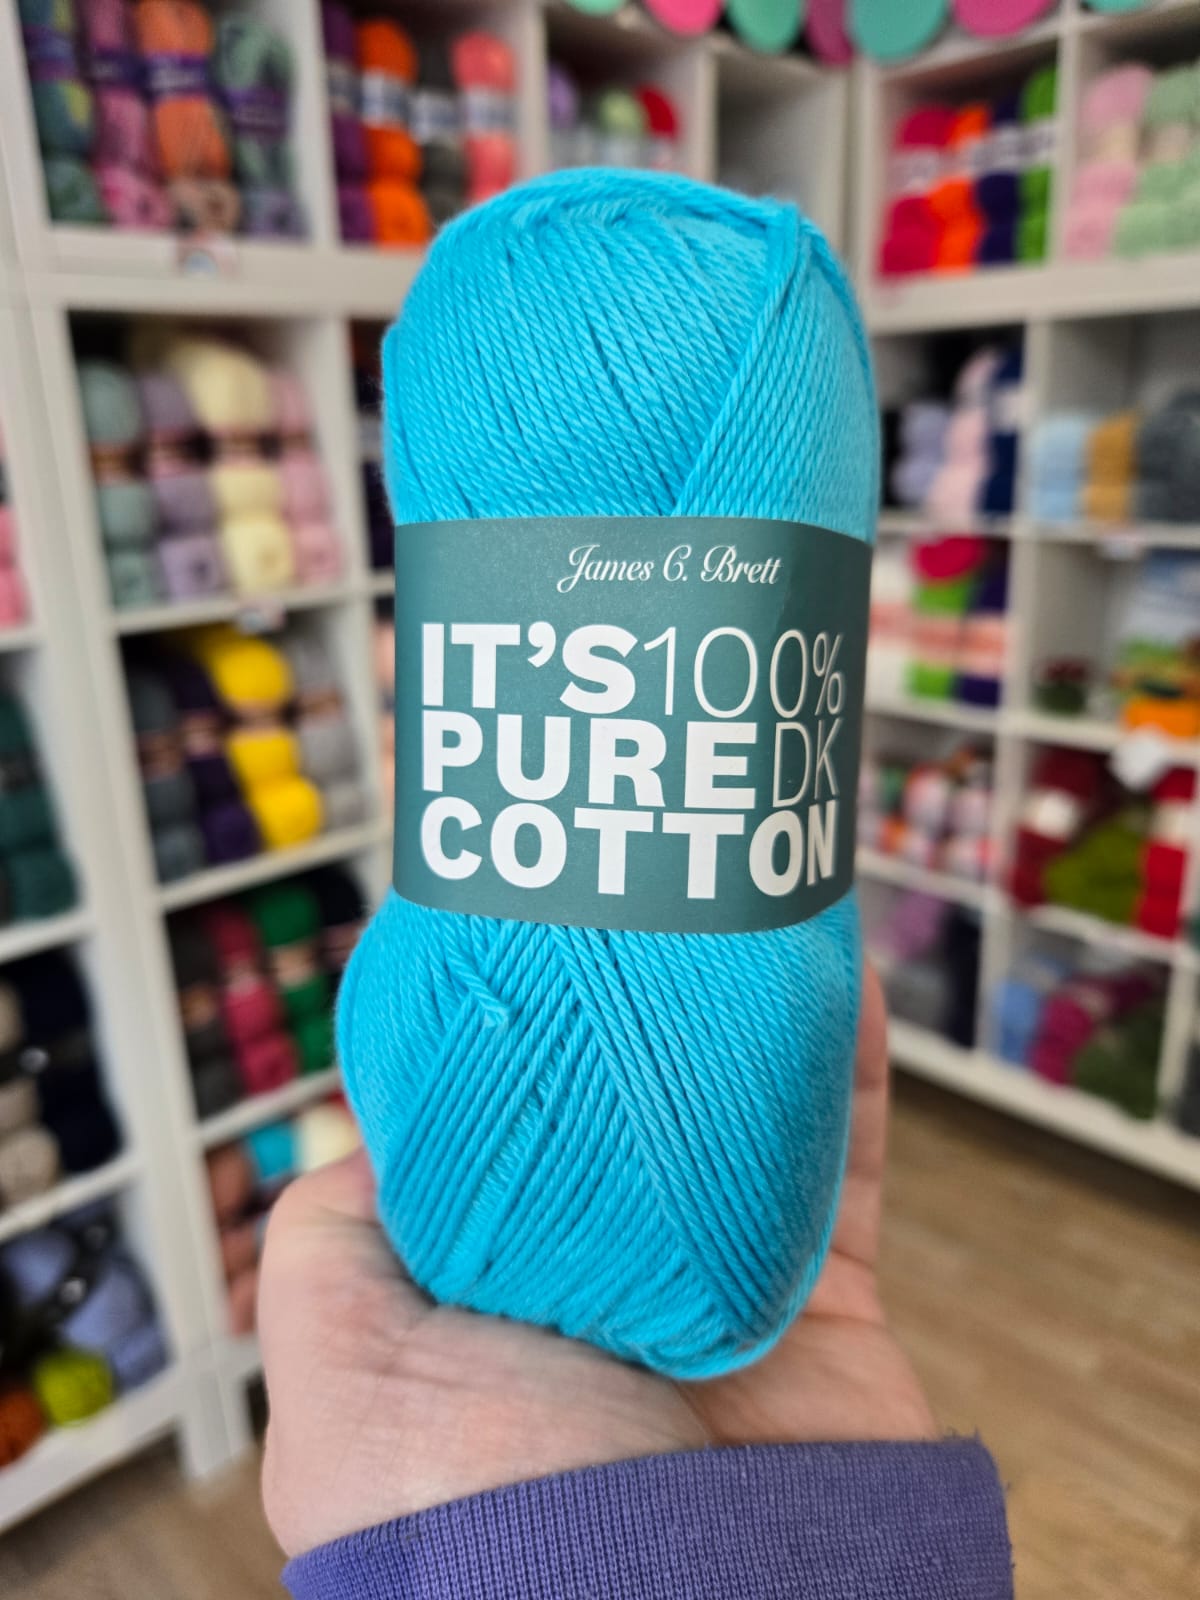 James C. Brett
IT'S 100%
PURE DK
COTTON